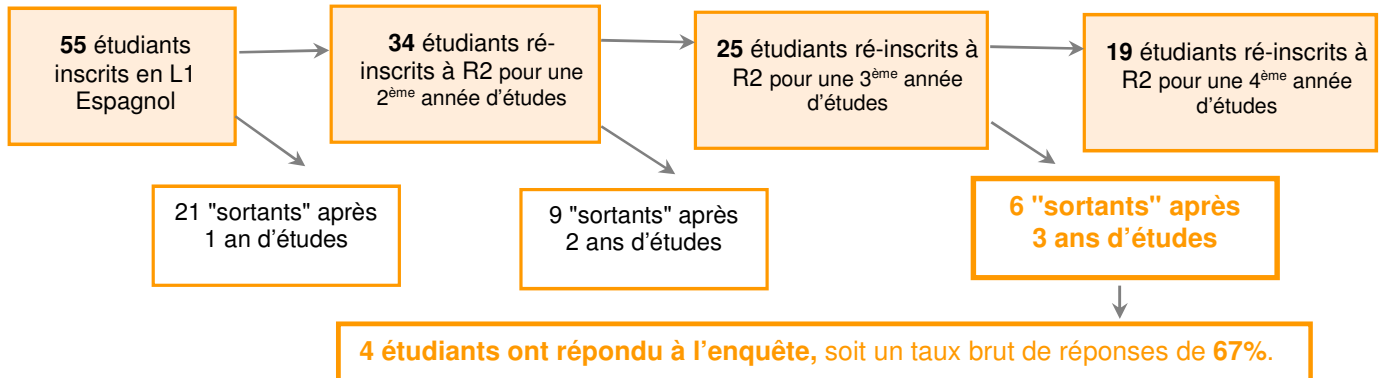 55 étudiants
inscrits en L1
Espagnol
34 étudiants ré-
inscrits à R2 pour une
2ème année d'études
25 étudiants ré-inscrits à
R2 pour une 3ème année
d'études
19 étudiants ré-inscrits à
R2 pour une 4ème année
d'études
21 "sortants" après
1 an d'études
9 "sortants" après
2 ans d'études
6 "sortants" après
3 ans d'études
4 étudiants ont répondu à l'enquête, soit un taux brut de réponses de 67%.